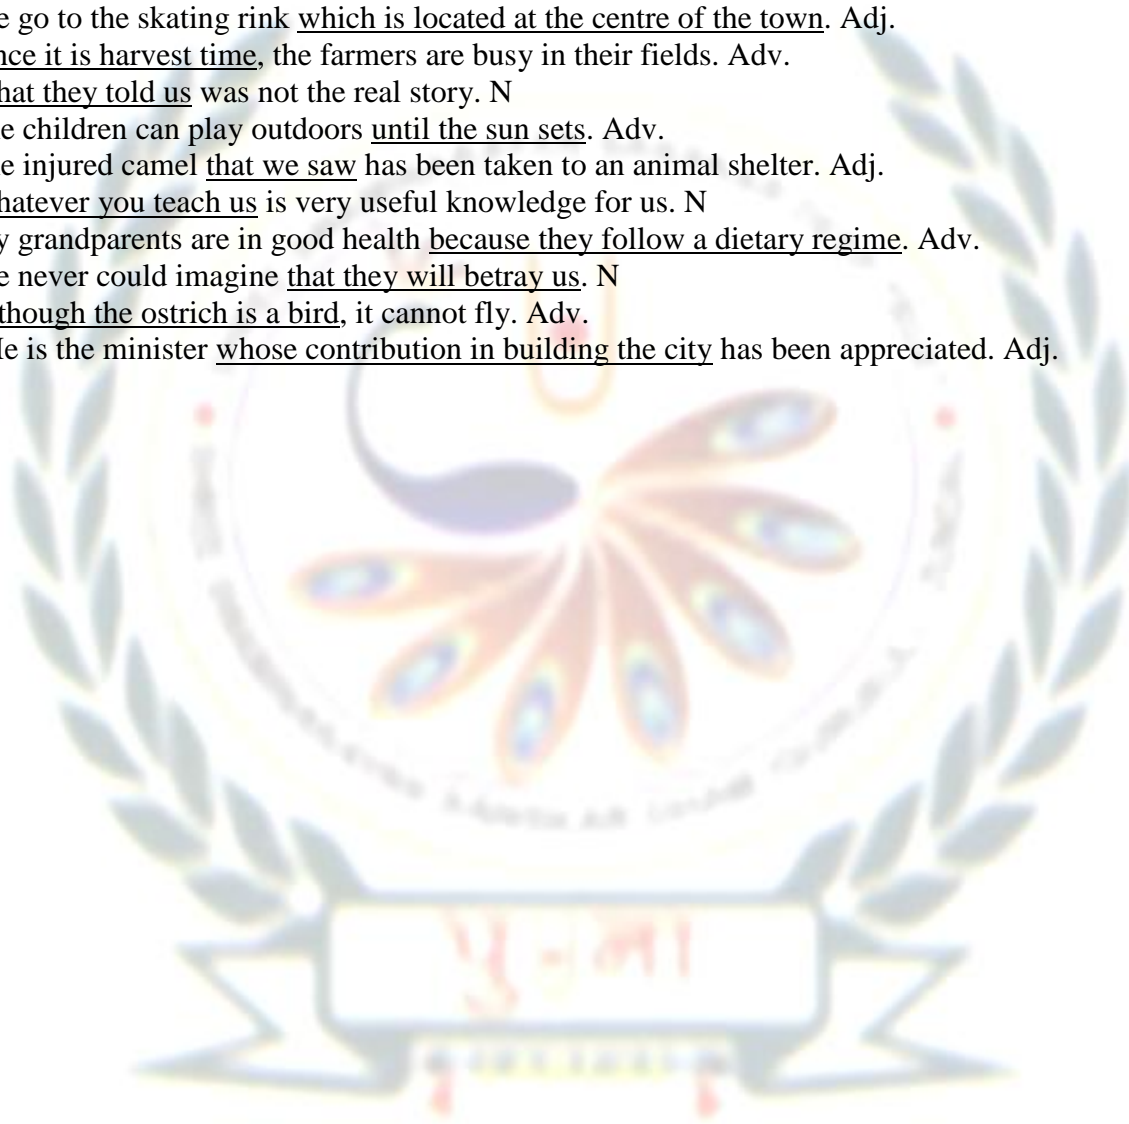 e go to the skating rink which is located at the centre of the town. Adj.
nce it is harvest time, the farmers are busy in their fields. Adv.
hat they told us was not the real story. N
e children can play outdoors until the sun sets. Adv.
e injured camel that we saw has been taken to an animal shelter. Adj.
hatever you teach us is very useful knowledge for us. N
y grandparents are in good health because they follow a dietary regime. Adv.
e never could imagine that they will betray us. N
though the ostrich is a bird, it cannot fly. Adv.
He is the minister whose contribution in building the city has been appreciated. Adj.